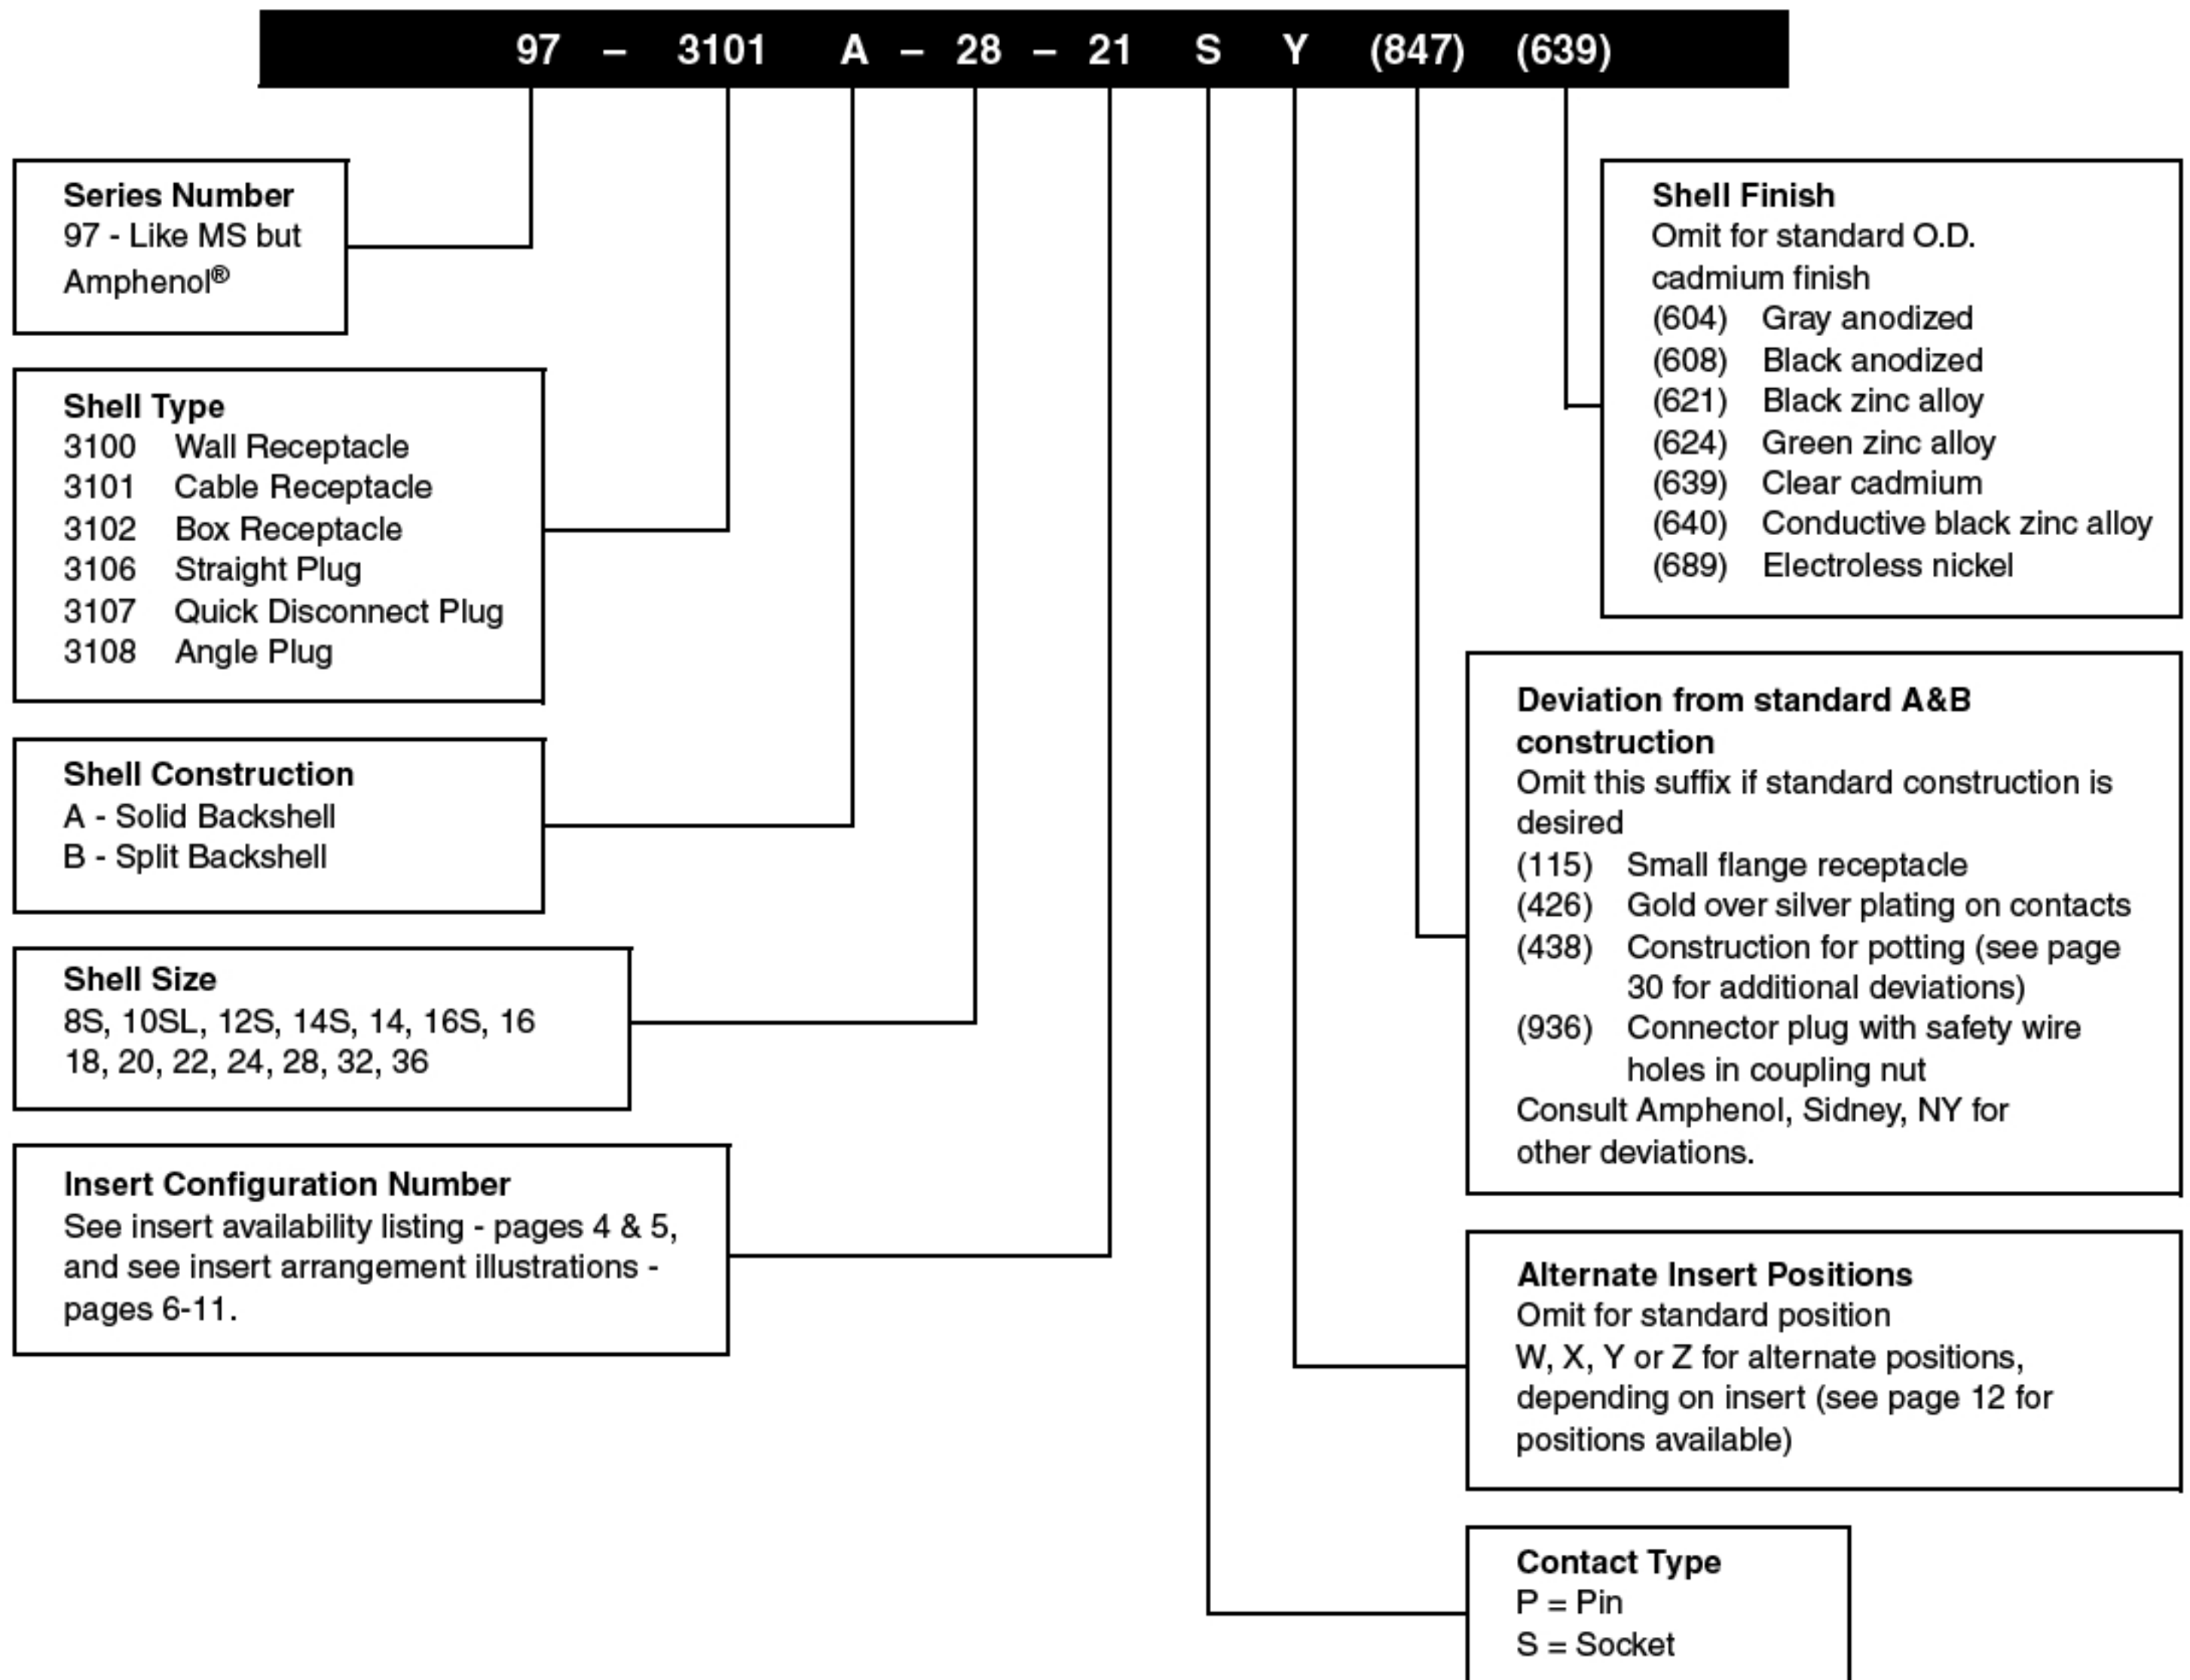 97 – 3101 A – 28 – 21 S Y (847) (639)
Series Number
97 - Like MS but
Amphenol®
Shell Type
3100 Wall Receptacle
3101 Cable Receptacle
3102 Box Receptacle
3106 Straight Plug
3107 Quick Disconnect Plug
3108 Angle Plug
Shell Construction
A - Solid Backshell
B - Split Backshell
Shell Size
8S, 10SL, 12S, 14S, 14, 16S, 16
18, 20, 22, 24, 28, 32, 36
Insert Configuration Number
See insert availability listing - pages 4 & 5,
and see insert arrangement illustrations -
pages 6-11.
Shell Finish
Omit for standard O.D.
cadmium finish
(604) Gray anodized
(608) Black anodized
(621) Black zinc alloy
(624) Green zinc alloy
(639) Clear cadmium
(640) Conductive black zinc alloy
(689) Electroless nickel
Deviation from standard A&B
construction
Omit this suffix if standard construction is
desired
(115) Small flange receptacle
(426) Gold over silver plating on contacts
(438) Construction for potting (see page
30 for additional deviations)
(936) Connector plug with safety wire
holes in coupling nut
Consult Amphenol, Sidney, NY for
other deviations.
Alternate Insert Positions
Omit for standard position
W, X, Y or Z for alternate positions,
depending on insert (see page 12 for
positions available)
Contact Type
P = Pin
S = Socket